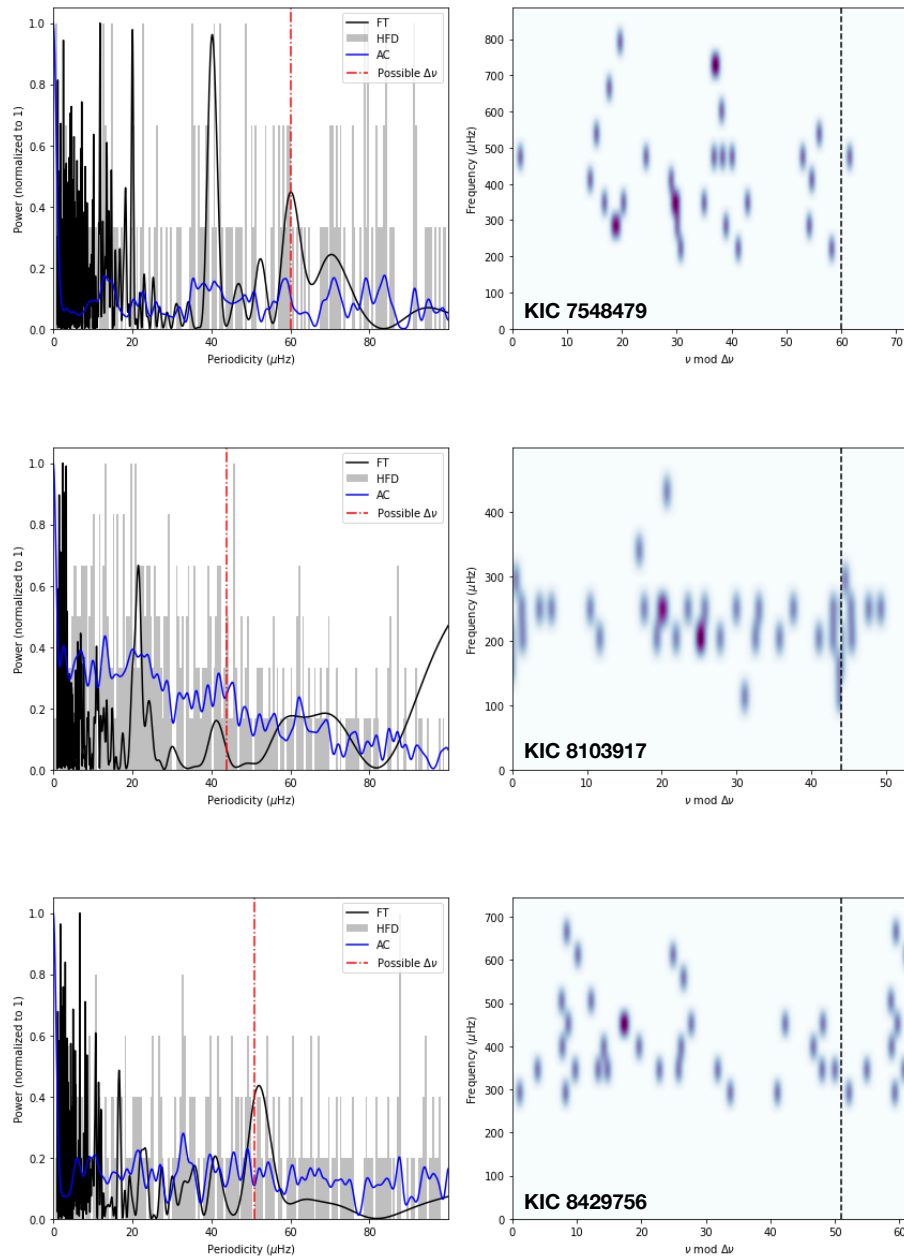 1.0
0.8
0.6
0.4
0.2
0.0
0 20 40 60 80
Power (normalized to 1)
Periodicity (μHz)
FT
HFD
AC
Possible Δν
800
700
600
500
400
300
200
100
0
0 10 20 30 40 50 60 70
Frequency (μHz)
ν mod Δν
KIC 7548479
1.0
0.8
0.6
0.4
0.2
0.0
0 20 40 60 80
Power (normalized to 1)
Periodicity (μHz)
FT
HFD
AC
Possible Δν
400
300
200
100
0
0 10 20 30 40 50
Frequency (μHz)
ν mod Δν
KIC 8103917
1.0
0.8
0.6
0.4
0.2
0.0
0 20 40 60 80
Power (normalized to 1)
Periodicity (μHz)
FT
HFD
AC
Possible Δν
700
600
500
400
300
200
100
0
0 10 20 30 40 50 60
Frequency (μHz)
ν mod Δν
KIC 8429756